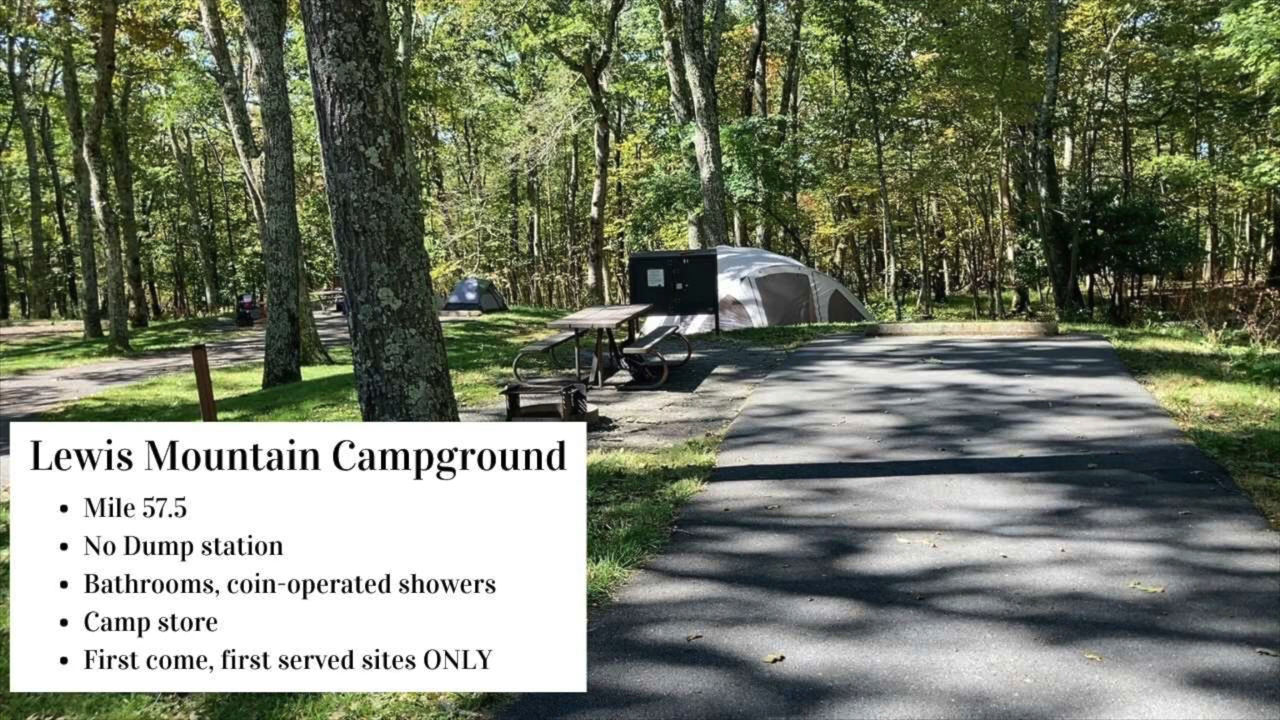 Lewis Mountain Campground
• Mile 57.5
• No Dump station
• Bathrooms, coin-operated showers
• Camp store
• First come, first served sites ONLY